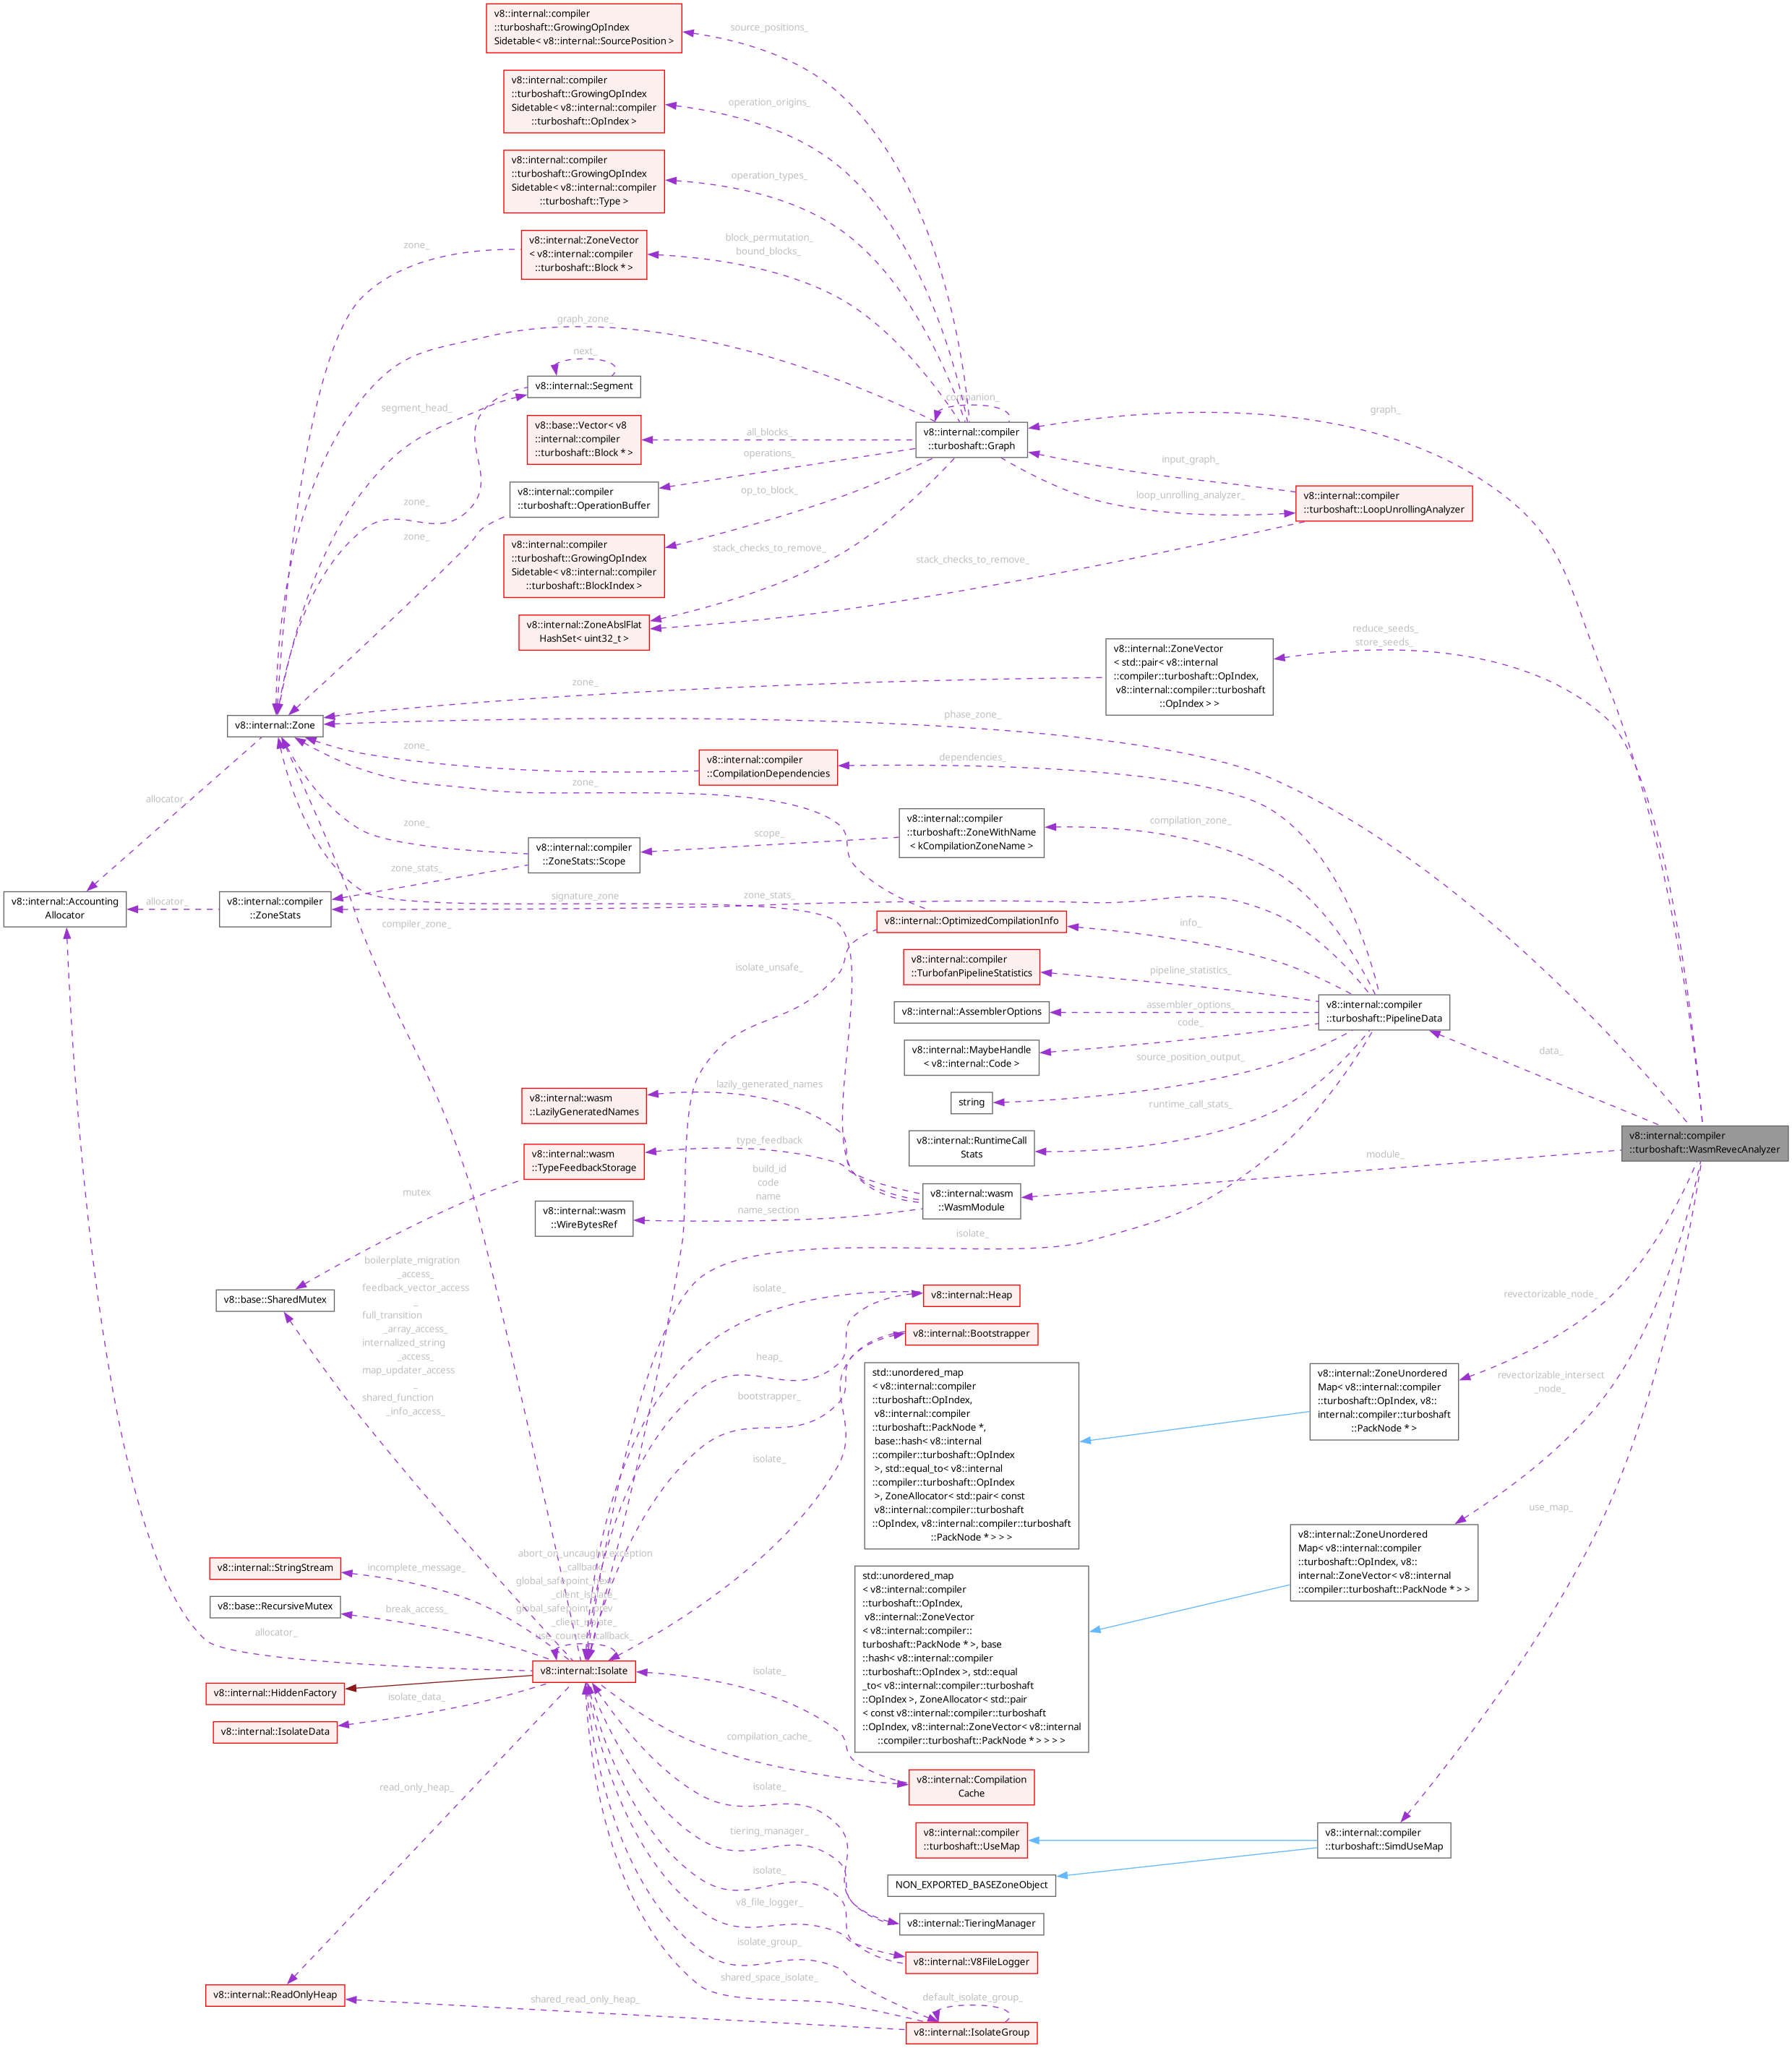 v8::internal::compiler
::turboshaft::GrowingOpIndex
Sidetable< v8::internal::SourcePosition >
source_positions_
v8::internal::compiler
::turboshaft::GrowingOpIndex
Sidetable< v8::internal::compiler
::turboshaft::OpIndex >
operation_origins_
v8::internal::compiler
::turboshaft::GrowingOpIndex
Sidetable< v8::internal::compiler
::turboshaft::Type >
operation_types_
v8::internal::ZoneVector
< v8::internal::compiler
::turboshaft::Block * >
zone_
block_permutation_
bound_blocks_
graph_zone_
next_
v8::internal::Segment
segment_head_
companion_
graph_
v8::base::Vector< v8
::internal::compiler
::turboshaft::Block * >
all_blocks_
v8::internal::compiler
::turboshaft::Graph
operations_
input_graph_
v8::internal::compiler
::turboshaft::OperationBuffer
zone_
zone_
op_to_block_
loop_unrolling_analyzer_
v8::internal::compiler
::turboshaft::LoopUnrollingAnalyzer
v8::internal::compiler
::turboshaft::GrowingOpIndex
Sidetable< v8::internal::compiler
::turboshaft::BlockIndex >
stack_checks_to_remove_
stack_checks_to_remove_
v8::internal::ZoneAbslFlat
HashSet< uint32_t >
v8::internal::ZoneVector
< std::pair< v8::internal
::compiler::turboshaft::OpIndex,
v8::internal::compiler::turboshaft
::OpIndex > >
reduce_seeds_
store_seeds_
zone_
v8::internal::Zone
phase_zone_
zone_
v8::internal::compiler
::CompilationDependencies
dependencies_
zone_
allocator_
zone_
v8::internal::compiler
::ZoneStats::Scope
scope_
v8::internal::compiler
::turboshaft::ZoneWithName
< kCompilationZoneName >
compilation_zone_
zone_stats_
v8::internal::Accounting
Allocator
allocator_
v8::internal::compiler
::ZoneStats
signature_zone
zone_stats_
compiler_zone_
v8::internal::OptimizedCompilationInfo
info_
isolate_unsafe_
v8::internal::compiler
::TurbofanPipelineStatistics
pipeline_statistics_
v8::internal::AssemblerOptions
assembler_options_
v8::internal::compiler
::turboshaft::PipelineData
v8::internal::MaybeHandle
< v8::internal::Code >
code_
source_position_output_
string
data_
v8::internal::wasm
::LazilyGeneratedNames
lazily_generated_names
runtime_call_stats_
v8::internal::RuntimeCall
Stats
v8::internal::compiler
::turboshaft::WasmRevecAnalyzer
v8::internal::wasm
::TypeFeedbackStorage
type_feedback
module_
mutex
v8::internal::wasm
::WireBytesRef
build_id
code
name
name_section
v8::internal::wasm
::WasmModule
isolate_
v8::base::SharedMutex
boilerplate_migration
_access_
feedback_vector_access
_
full_transition
_array_access_
internalized_string
_access_
map_updater_access
_
shared_function
_info_access_
isolate_
v8::internal::Heap
heap_
v8::internal::Bootstrapper
bootstrapper_
isolate_
revectorizable_node_
std::unordered_map
< v8::internal::compiler
::turboshaft::OpIndex,
v8::internal::compiler
::turboshaft::PackNode *,
base::hash< v8::internal
::compiler::turboshaft::OpIndex
>, std::equal_to< v8::internal
::compiler::turboshaft::OpIndex
>, ZoneAllocator< std::pair< const
v8::internal::compiler::turboshaft
::OpIndex, v8::internal::compiler::turboshaft
::PackNode * > > >
v8::internal::ZoneUnordered
Map< v8::internal::compiler
::turboshaft::OpIndex, v8::
internal::compiler::turboshaft
::PackNode * >
revectorizable_intersect
_node_
use_map_
v8::internal::StringStream
incomplete_message_
v8::base::RecursiveMutex
break_access_
allocator_
abort_on_uncaught_exception
_callback_
global_safepoint_next
_client_isolate_
global_safepoint_prev
_client_isolate_
use_counter_callback_
std::unordered_map
< v8::internal::compiler
::turboshaft::OpIndex,
v8::internal::ZoneVector
< v8::internal::compiler::
turboshaft::PackNode * >, base
::hash< v8::internal::compiler
::turboshaft::OpIndex >, std::equal
_to< v8::internal::compiler::turboshaft
::OpIndex >, ZoneAllocator< std::pair
< const v8::internal::compiler::turboshaft
::OpIndex, v8::internal::ZoneVector< v8::internal
::compiler::turboshaft::PackNode * > > > >
v8::internal::ZoneUnordered
Map< v8::internal::compiler
::turboshaft::OpIndex, v8::
internal::ZoneVector< v8::internal
::compiler::turboshaft::PackNode * > >
v8::internal::Isolate
v8::internal::HiddenFactory
isolate_data_
v8::internal::IsolateData
isolate_
compilation_cache_
v8::internal::Compilation
Cache
read_only_heap_
isolate_
tiering_manager_
v8::internal::compiler
::turboshaft::UseMap
v8::internal::compiler
::turboshaft::SimdUseMap
NON_EXPORTED_BASEZoneObject
isolate_
v8::internal::TieringManager
v8_file_logger_
v8::internal::V8FileLogger
isolate_group_
shared_space_isolate_
v8::internal::ReadOnlyHeap
shared_read_only_heap_
default_isolate_group_
v8::internal::IsolateGroup